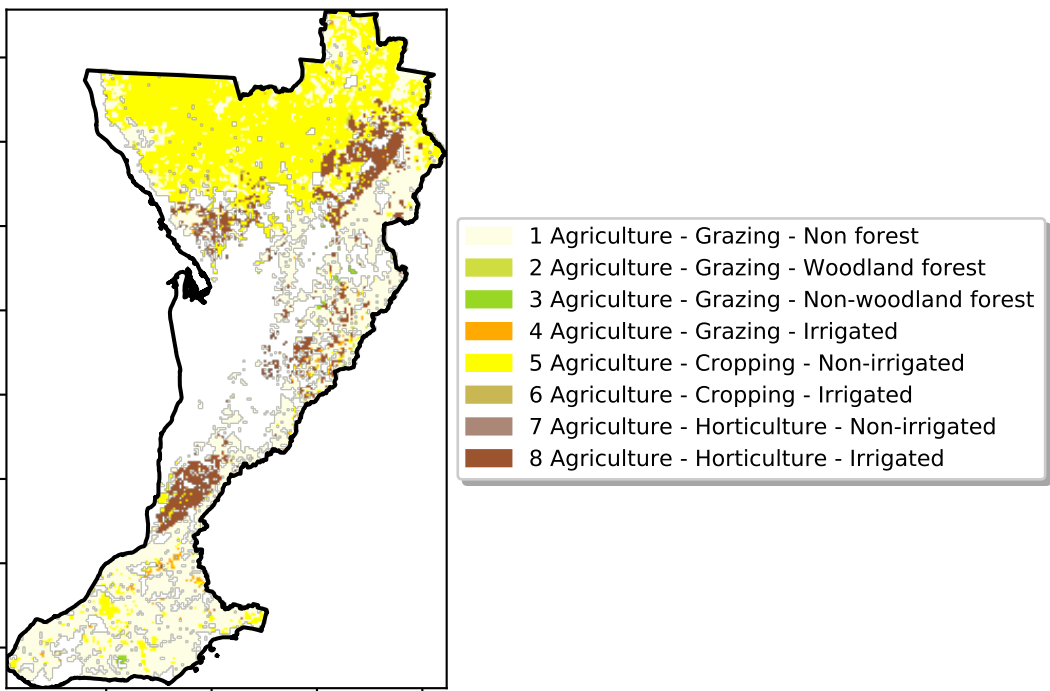 1 Agriculture - Grazing - Non forest
2 Agriculture - Grazing - Woodland forest
3 Agriculture - Grazing - Non-woodland forest
4 Agriculture - Grazing - Irrigated
5 Agriculture - Cropping - Non-irrigated
6 Agriculture - Cropping - Irrigated
7 Agriculture - Horticulture - Non-irrigated
8 Agriculture - Horticulture - Irrigated